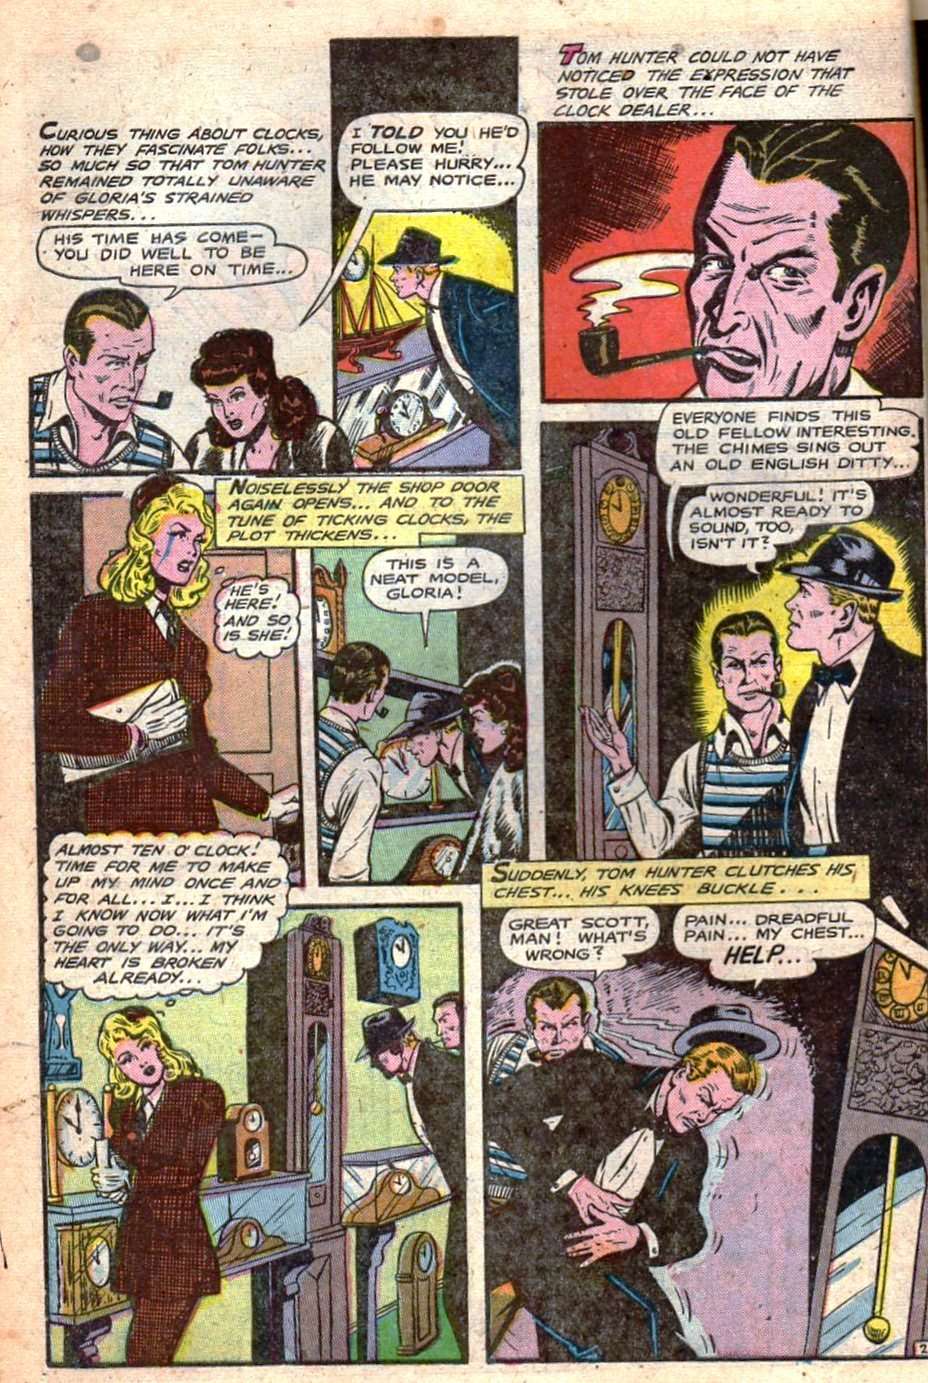 CURIOUS THING ABOUT CLOCKS,
HOW THEY FASCINATE FOLKS...
SO MUCH SO THAT TOM HUNTER
REMAINED TOTALLY UNAWARE
OF GLORIA'S STRAINED
WHISPERS...
HIS TIME HAS COME—
YOU DID WELL TO BE
HERE ON TIME...
I TOLD YOU HE'D
FOLLOW ME!
PLEASE HURRY...
HE MAY NOTICE...
TOM HUNTER COULD NOT HAVE
NOTICED THE EXPRESSION THAT
STOLE OVER THE FACE OF THE
CLOCK DEALER...
NOISELESSLY THE SHOP DOOR
AGAIN OPENS... AND TO THE
TUNE OF TICKING CLOCKS, THE
PLOT THICKENS...
HE'S
HERE!
AND SO
IS SHE!
THIS IS A
NEAT MODEL,
GLORIA!
EVERYONE FINDS THIS
OLD FELLOW INTERESTING.
THE CHIMES SING OUT
AN OLD ENGLISH DITTY...
WONDERFUL! IT'S
ALMOST READY TO
SOUND, TOO,
ISN'T IT?
ALMOST TEN O'CLOCK!
TIME FOR ME TO MAKE
UP MY MIND ONCE AND
FOR ALL... I... I THINK
I KNOW NOW WHAT I'M
GOING TO DO... IT'S
THE ONLY WAY... MY
HEART IS BROKEN
ALREADY...
SUDDENLY, TOM HUNTER CLUTCHES HIS
CHEST... HIS KNEES BUCKLE...
GREAT SCOTT,
MAN! WHAT'S
WRONG?
PAIN... DREADFUL
PAIN... MY CHEST...
HELP...
2